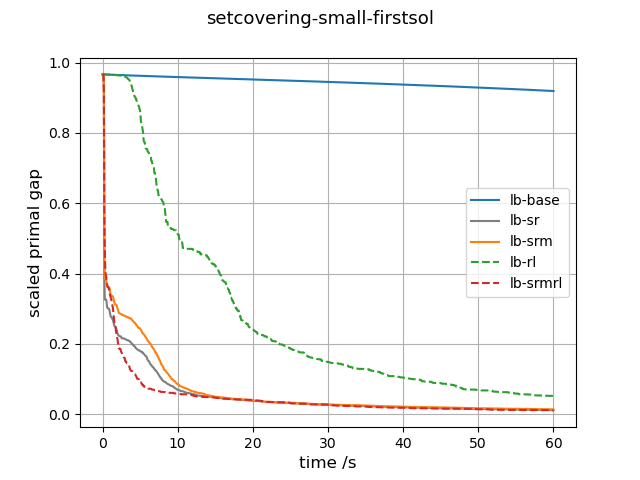 setcovering-small-firstsol
scaled primal gap
1.0
0.8
0.6
0.4
0.2
0.0
lb-base
lb-sr
lb-srm
lb-rl
lb-srmrl
0 10 20 30 40 50 60
time /s